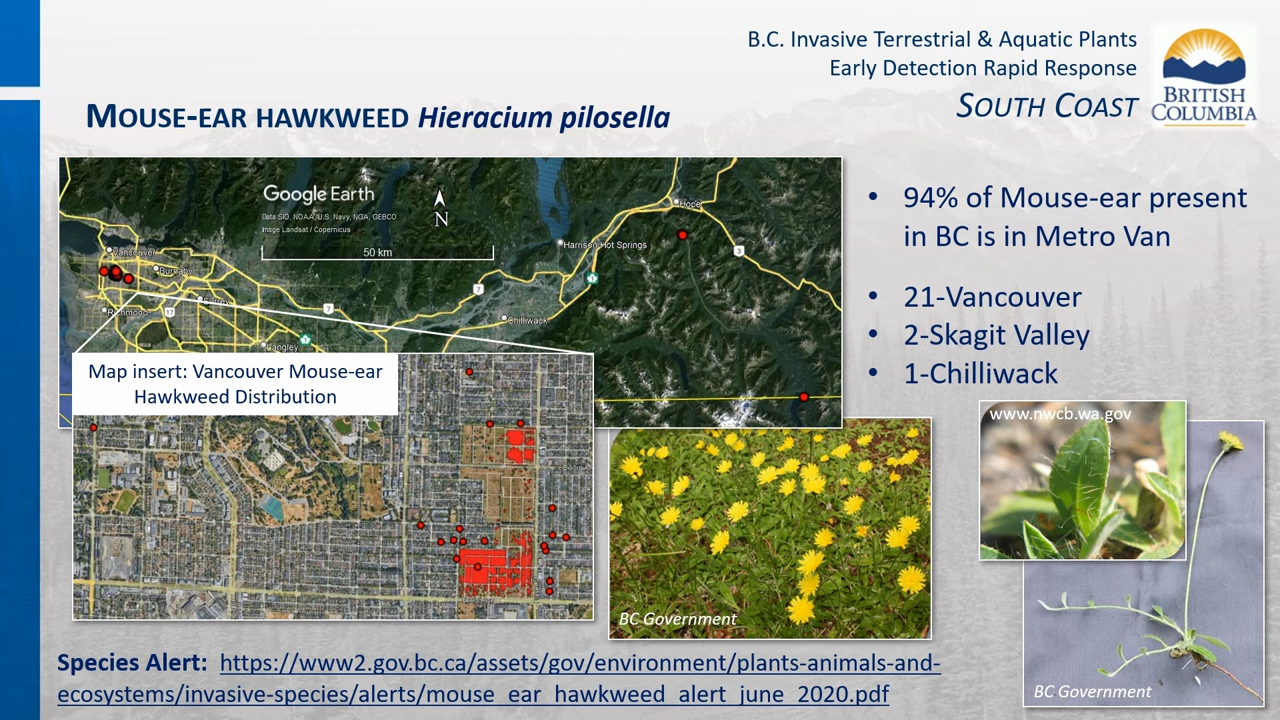 B.C. Invasive Terrestrial & Aquatic Plants
Early Detection Rapid Response
SOUTH COAST
BRITISH
COLUMBIA
MOUSE-EAR HAWKWEED Hieracium pilosella
Google Earth
Data SIO, NOAA, U.S. Navy, NGA, GEBCO
Image Landsat / Copernicus
N
50 km
Hope
Harrison Hot Springs
3
1
Vancouver
Burnaby
7
Surrey
Richmond
17
7
Chilliwack
1
Langley
Map insert: Vancouver Mouse-ear
Hawkweed Distribution
• 94% of Mouse-ear present
in BC is in Metro Van
• 21-Vancouver
• 2-Skagit Valley
• 1-Chilliwack
www.nwcb.wa.gov
BC Government
BC Government
Species Alert: https://www2.gov.bc.ca/assets/gov/environment/plants-animals-and-
ecosystems/invasive-species/alerts/mouse_ear_hawkweed_alert_june_2020.pdf